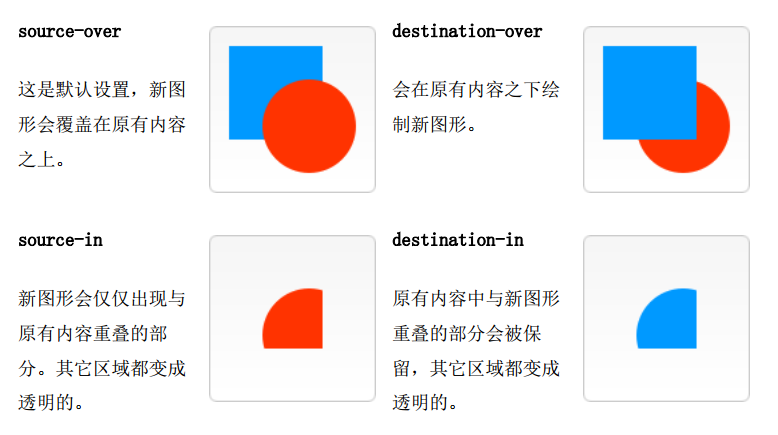 source-over
这是默认设置，新图
形会覆盖在原有内容
之上。
destination-over
会在原有内容之下绘
制新图形。
source-in
新图形会仅仅出现与
原有内容重叠的部
分。其它区域都变成
透明的。
destination-in
原有内容中与新图形
重叠的部分会被保
留，其它区域都变成
透明的。